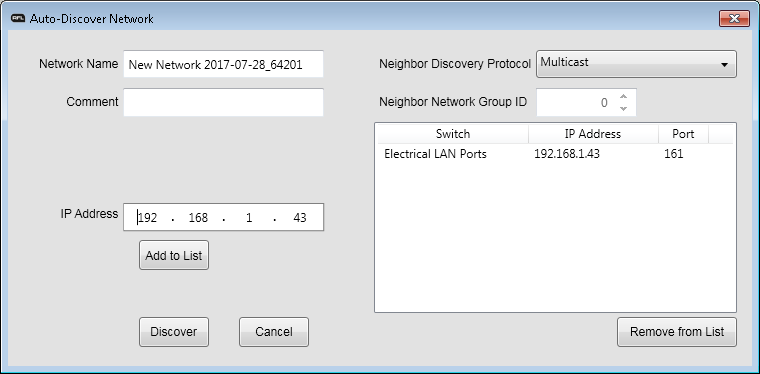 AFL Auto-Discover Network
Network Name New Network 2017-07-28_64201
Comment
IP Address 192 . 168 . 1 . 43
Add to List
Discover Cancel
Neighbor Discovery Protocol Multicast
Neighbor Network Group ID 0
Switch IP Address Port
Electrical LAN Ports 192.168.1.43 161
Remove from List